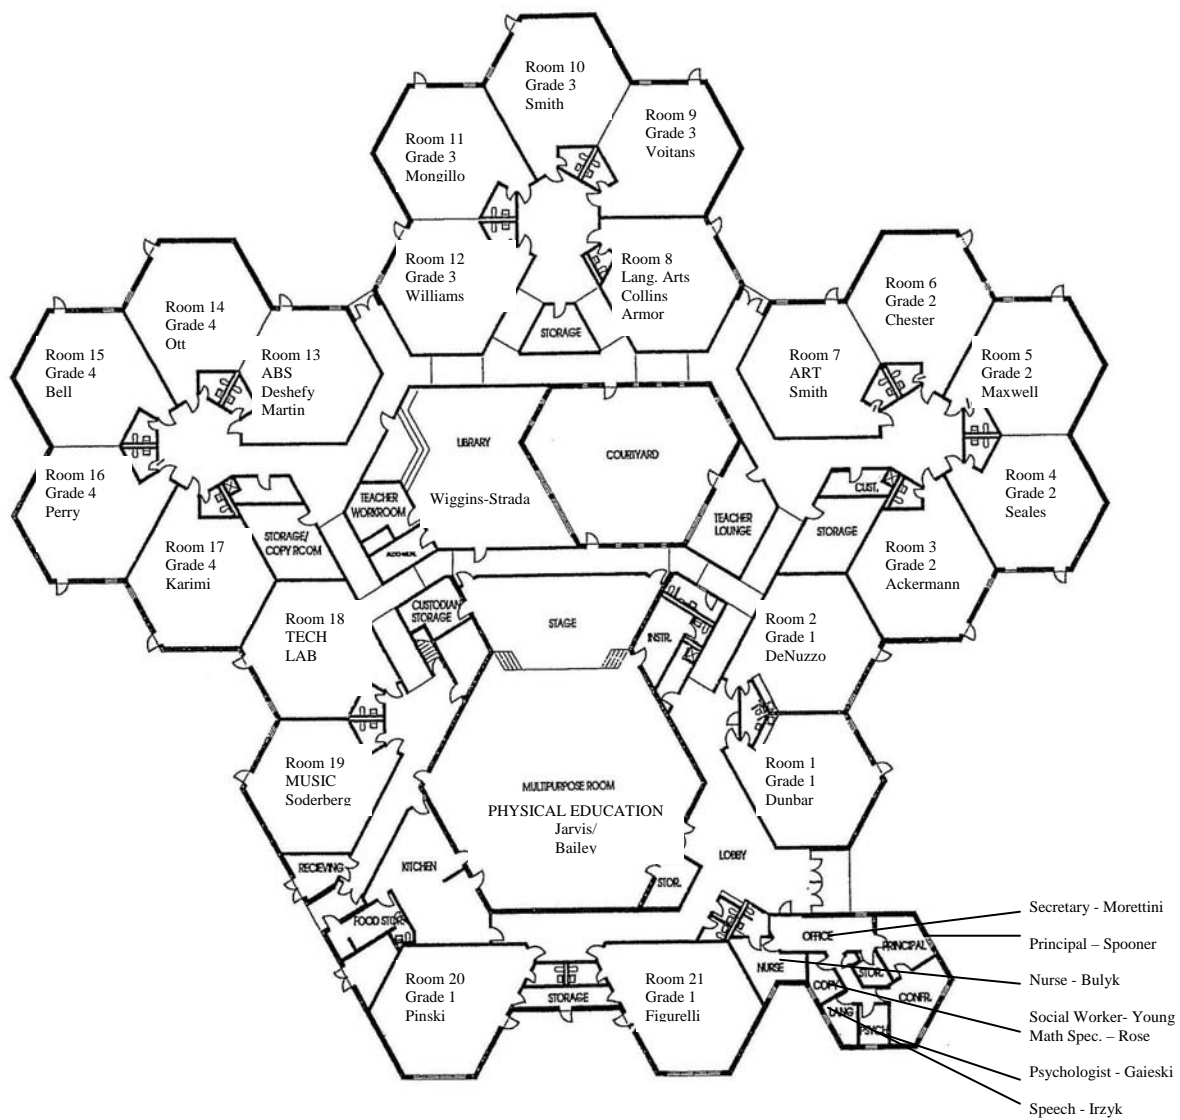 Room 10
Grade 3
Smith
Room 9
Grade 3
Voitans
Room 11
Grade 3
Mongillo
Room 12
Grade 3
Williams
Room 8
Lang. Arts
Collins
Armor
STORAGE
Room 6
Grade 2
Chester
Room 14
Grade 4
Ott
Room 15
Grade 4
Bell
Room 13
ABS
Deshefy
Martin
Room 7
ART
Smith
Room 5
Grade 2
Maxwell
LIBRARY
Wiggins-Strada
COURTYARD
Room 16
Grade 4
Perry
Room 4
Grade 2
Seales
CUST.
TEACHER
WORKROOM
TEACHER
LOUNGE
STORAGE
STORAGE/
COPY ROOM
Room 17
Grade 4
Karimi
Room 3
Grade 2
Ackermann
CUSTODIAN
STORAGE
STAGE
INSTR.
Room 18
TECH
LAB
Room 2
Grade 1
DeNuzzo
Room 19
MUSIC
Soderberg
MULTIPURPOSE ROOM
PHYSICAL EDUCATION
Jarvis/
Bailey
Room 1
Grade 1
Dunbar
RECIEVING
KITCHEN
LOBBY
STOR.
FOOD STOR.
OFFICE
PRINCIPAL
NURSE
STOR.
COPY
CONFR.
LANG
PSYCH
Room 20
Grade 1
Pinski
STORAGE
Room 21
Grade 1
Figurelli
Secretary - Morettini
Principal – Spooner
Nurse - Bulyk
Social Worker- Young
Math Spec. – Rose
Psychologist - Gaieski
Speech - Irzyk